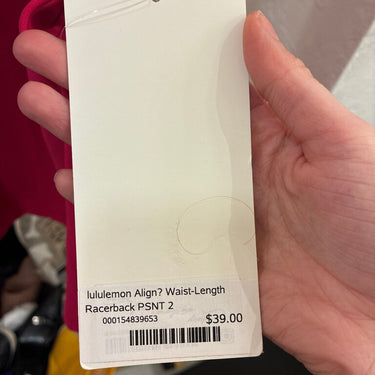 lululemon Align? Waist-Length
Racerback PSNT 2
000154839653 $39.00